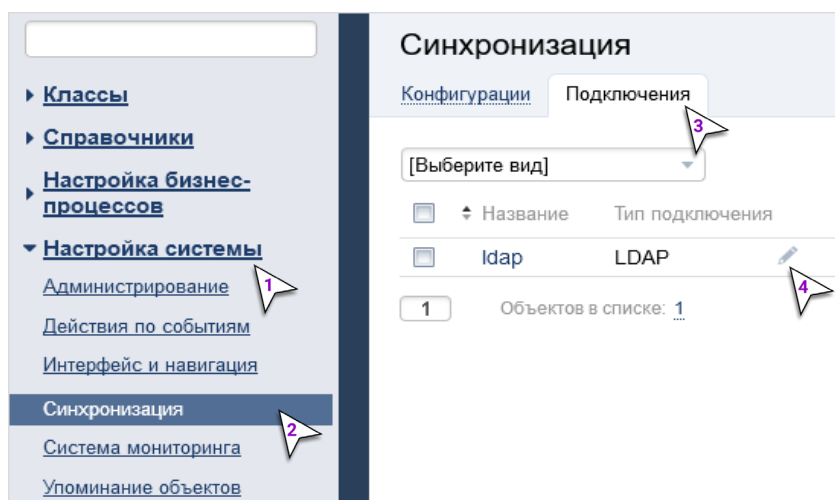 Классы
Справочники
Настройка бизнес-
процессов
Настройка системы
1
Администрирование
Действия по событиям
Интерфейс и навигация
Синхронизация
2
Система мониторинга
Упоминание объектов
Синхронизация
Конфигурации Подключения
3
[Выберите вид]
Название Тип подключения
ldap LDAP
4
1 Объектов в списке: 1